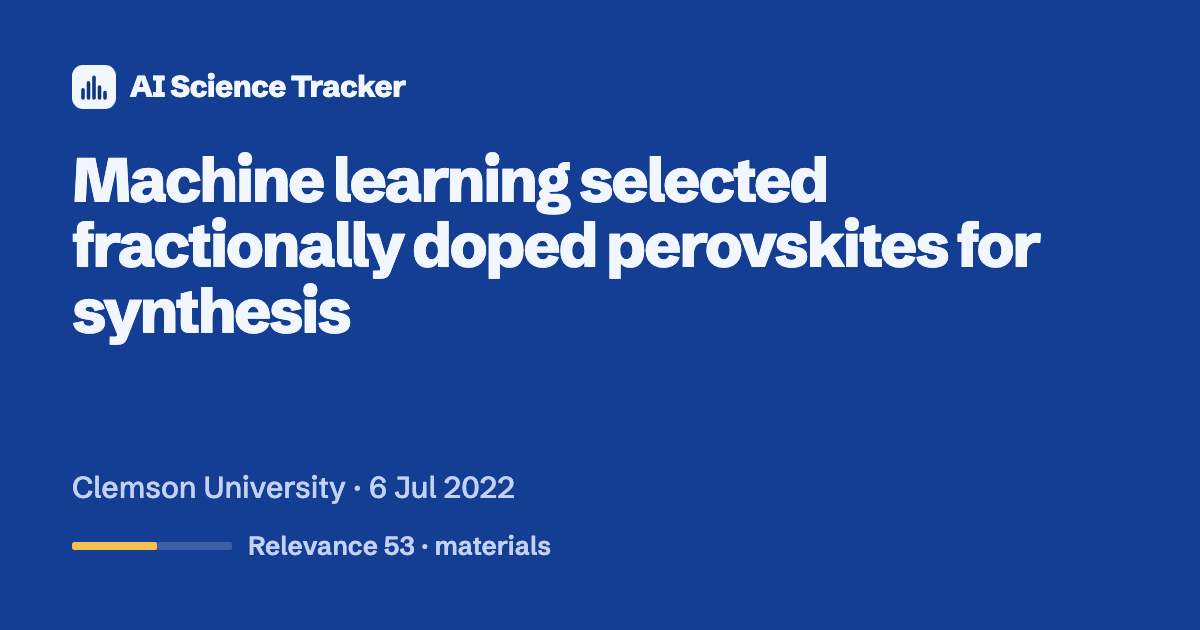 AI Science Tracker
Machine learning selected
fractionally doped perovskites for
synthesis
Clemson University · 6 Jul 2022
Relevance 53 · materials